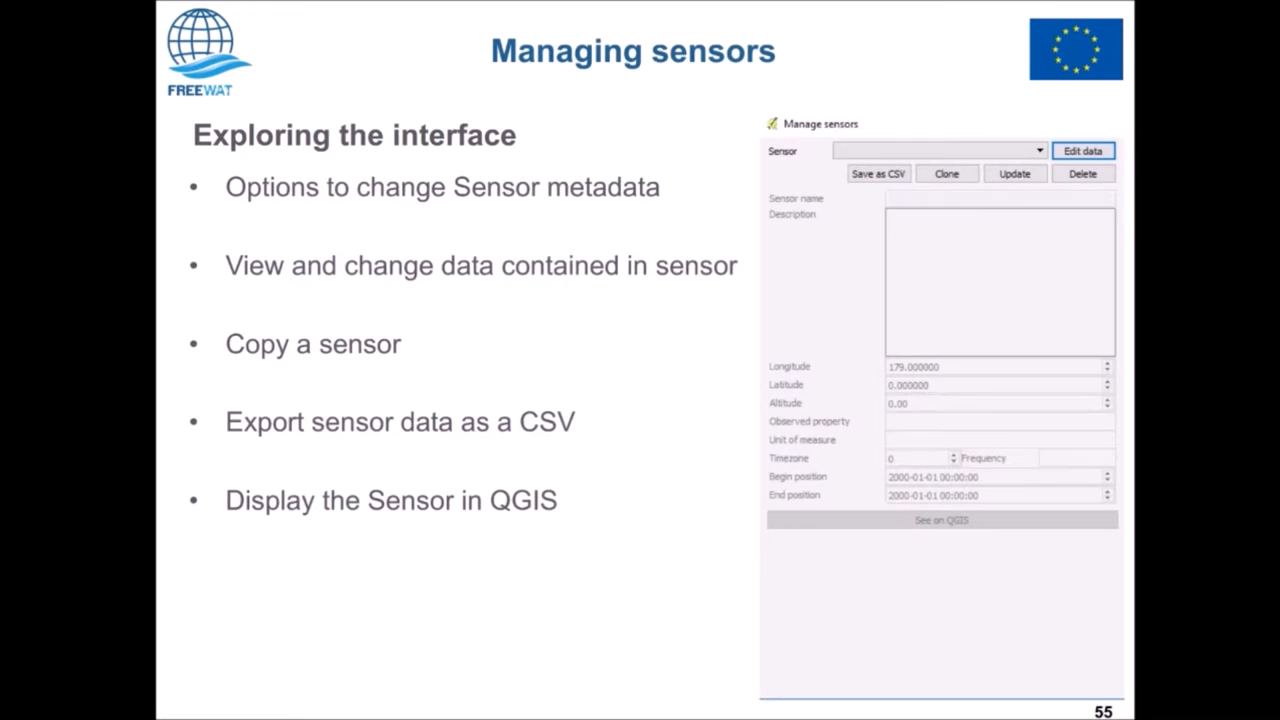 FREEWAT
Managing sensors
Exploring the interface
• Options to change Sensor metadata
• View and change data contained in sensor
• Copy a sensor
• Export sensor data as a CSV
• Display the Sensor in QGIS
Manage sensors
Sensor Edit data
Save as CSV Clone Update Delete
Sensor name
Description
Longitude 179.000000
Latitude 0.000000
Altitude 0.00
Observed property
Unit of measure
Timezone 0 Frequency
Begin position 2000-01-01 00:00:00
End position 2000-01-01 00:00:00
See on QGIS
55